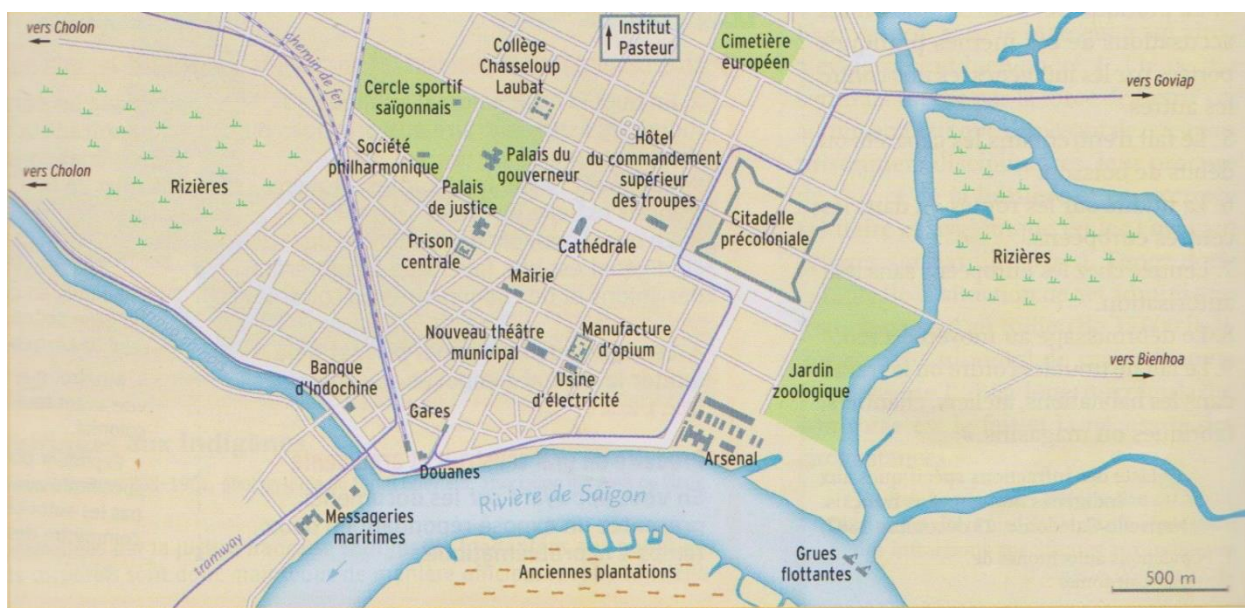 vers Cholon
chemin de fer
Collège
Chasseloup
Laubat
Institut
Pasteur
Cimetière
européen
vers Goviap
Cercle sportif
saïgonnais
Société
philharmonique
Palais du
gouverneur
Hôtel
du commandement
supérieur
des troupes
vers Cholon
Rizières
Palais
de justice
Prison
centrale
Cathédrale
Citadelle
précoloniale
Rizières
Mairie
Nouveau théâtre
municipal
Manufacture
d'opium
Usine
d'électricité
Banque
d'Indochine
Jardin
zoologique
vers Bienhoa
Gares
Douanes
Arsenal
Rivière de Saïgon
Messageries
maritimes
tramway
Anciennes plantations
Grues
flottantes
500 m